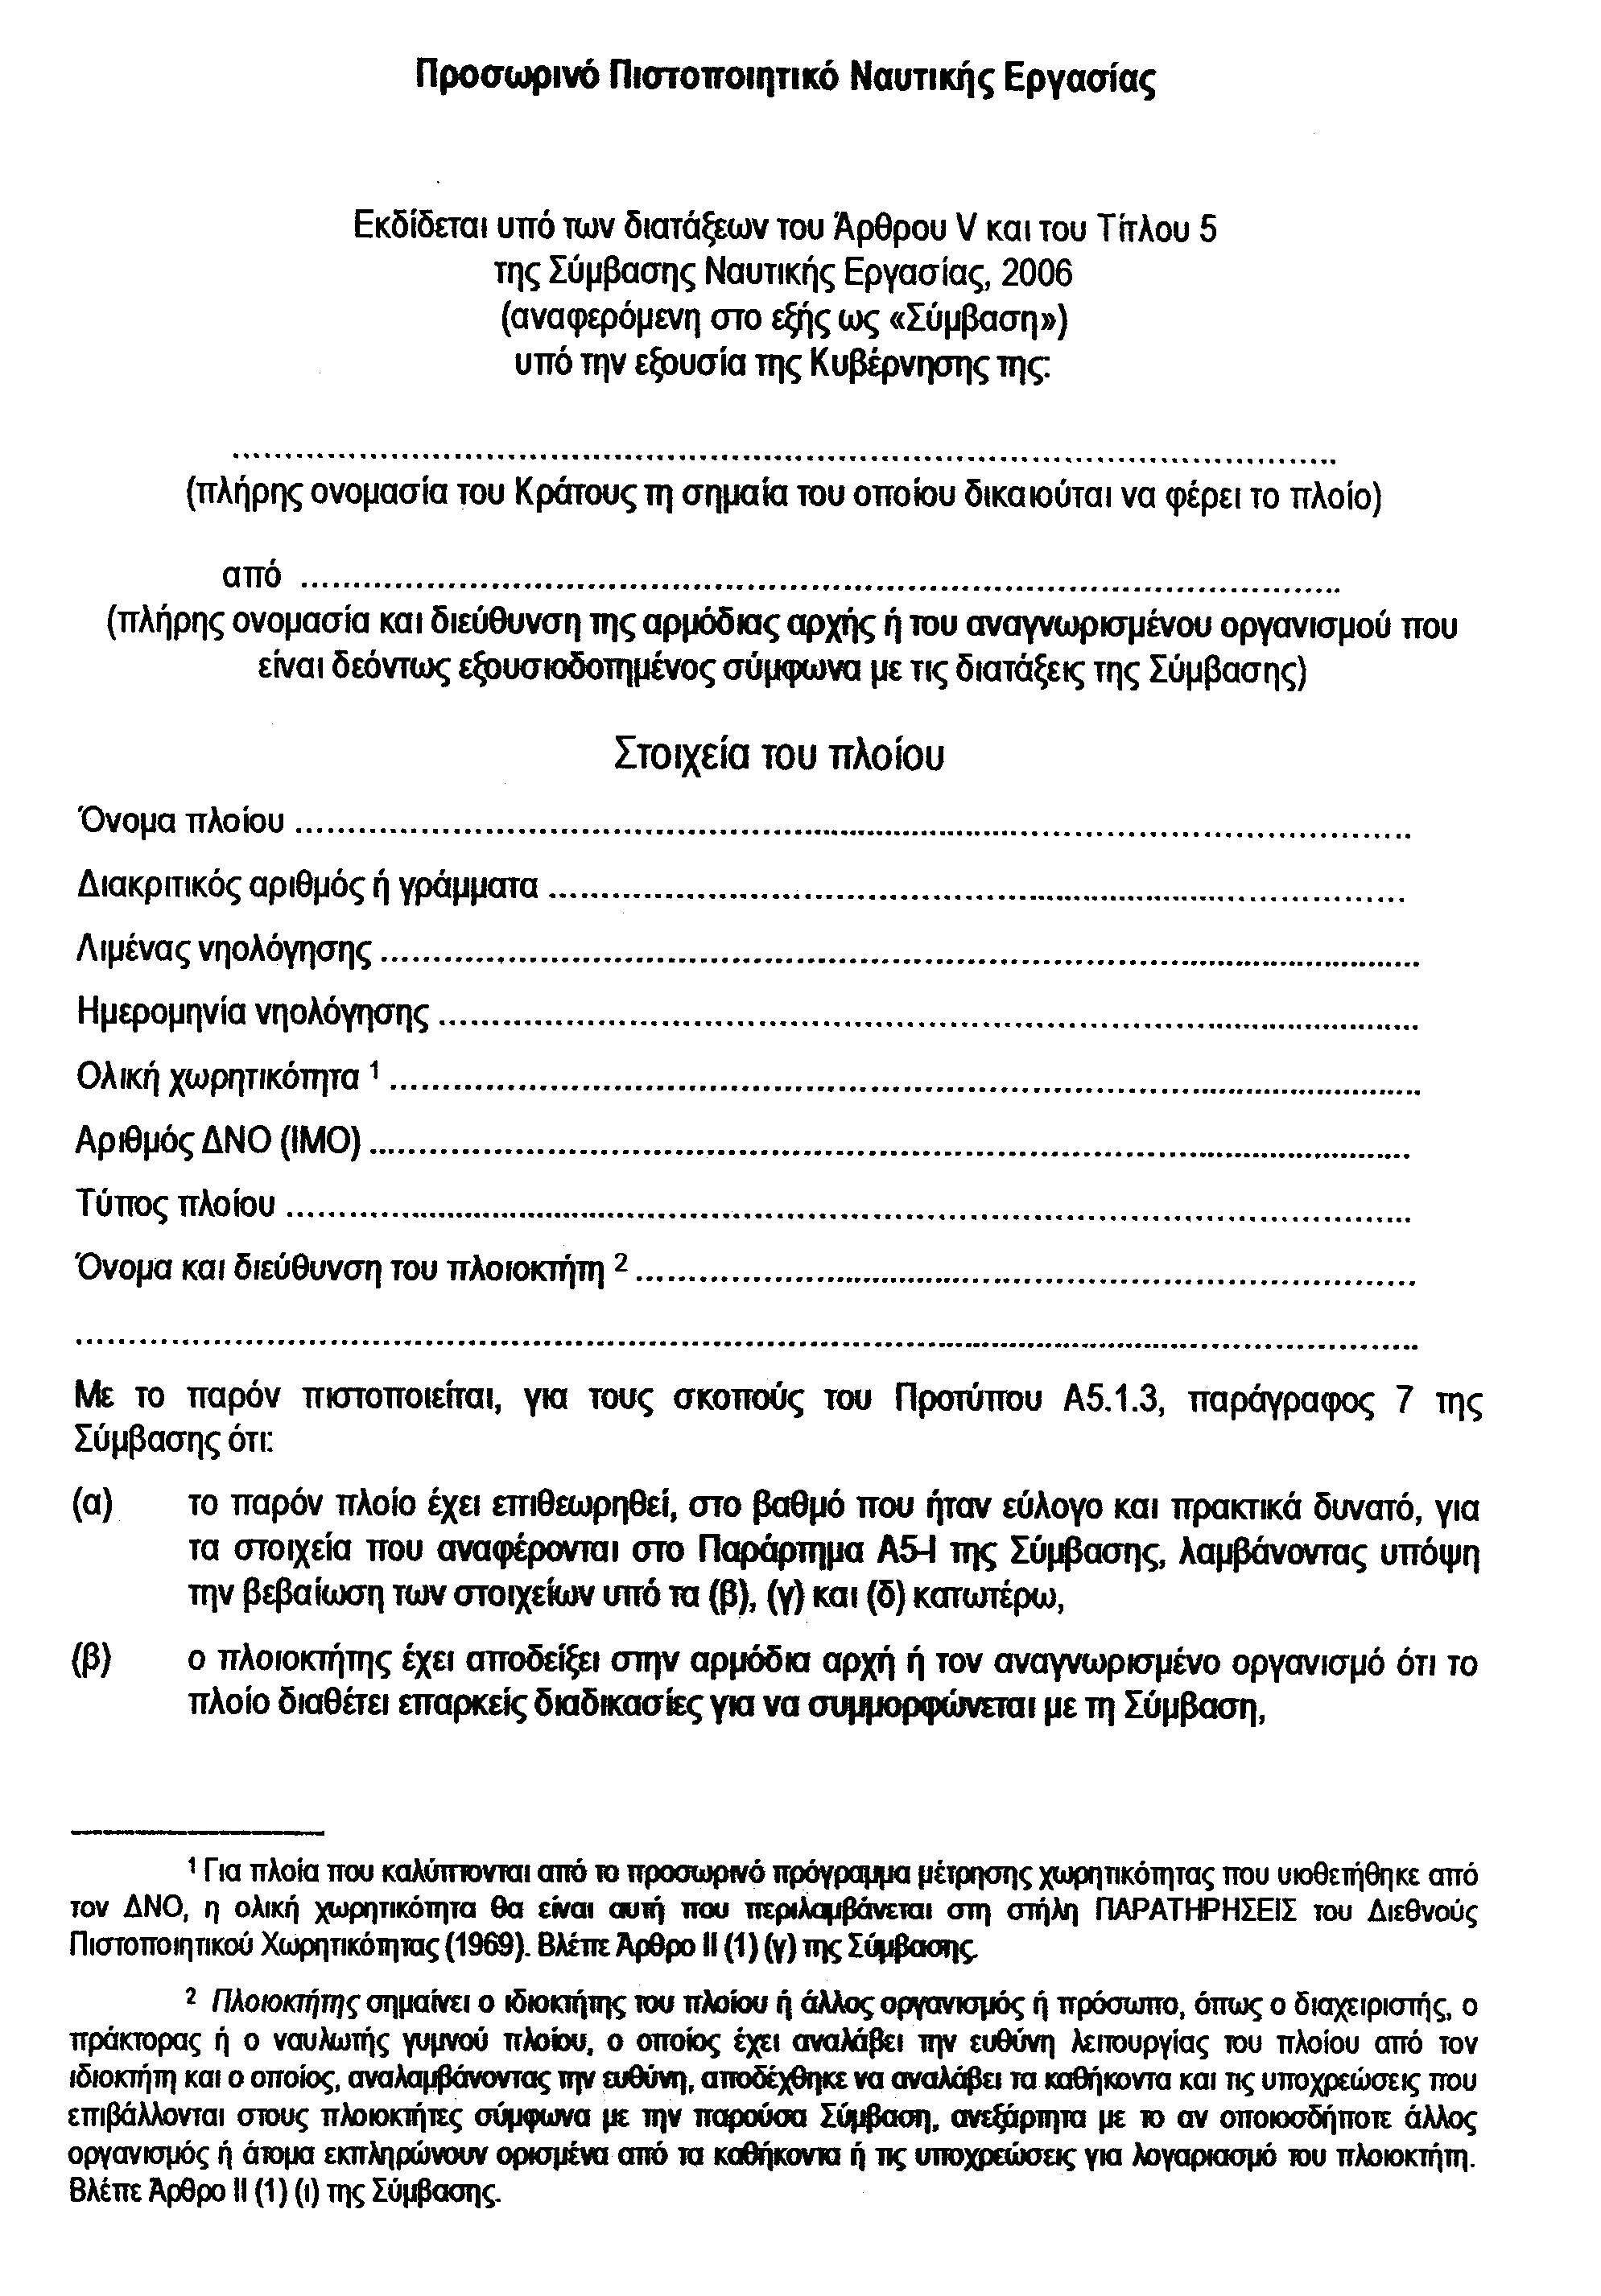 Προσωρινό Πιστοποιητικό Ναυτικής Εργασίας
Εκδίδεται υπό των διατάξεων του Άρθρου V και του Τίτλου 5
της Σύμβασης Ναυτικής Εργασίας, 2006
(αναφερόμενη στο εξής ως «Σύμβαση»)
υπό την εξουσία της Κυβέρνησης της:
..........................................................................................................
(πλήρης ονομασία του Κράτους τη σημαία του οποίου δικαιούται να φέρει το πλοίο)
από ..........................................................................................................
(πλήρης ονομασία και διεύθυνση της αρμόδιας αρχής ή του αναγνωρισμένου οργανισμού που
είναι δεόντως εξουσιοδοτημένος σύμφωνα με τις διατάξεις της Σύμβασης)
Στοιχεία του πλοίου
Όνομα πλοίου ..........................................................................................................
Διακριτικός αριθμός ή γράμματα ..........................................................................................................
Λιμένας νηολόγησης ..........................................................................................................
Ημερομηνία νηολόγησης ..........................................................................................................
Ολική χωρητικότητα ¹ ..........................................................................................................
Αριθμός ΔΝΟ (ΙΜΟ) ..........................................................................................................
Τύπος πλοίου ..........................................................................................................
Όνομα και διεύθυνση του πλοιοκτήτη ² ..........................................................................................................
..........................................................................................................
Με το παρόν πιστοποιείται, για τους σκοπούς του Προτύπου Α5.1.3, παράγραφος 7 της
Σύμβασης ότι:
(α) το παρόν πλοίο έχει επιθεωρηθεί, στο βαθμό που ήταν εύλογο και πρακτικά δυνατό, για
τα στοιχεία που αναφέρονται στο Παράρτημα Α5-Ι της Σύμβασης, λαμβάνοντας υπόψη
την βεβαίωση των στοιχείων υπό τα (β), (γ) και (δ) κατωτέρω,
(β) ο πλοιοκτήτης έχει αποδείξει στην αρμόδια αρχή ή τον αναγνωρισμένο οργανισμό ότι το
πλοίο διαθέτει επαρκείς διαδικασίες για να συμμορφώνεται με τη Σύμβαση,
¹ Για πλοία που καλύπτονται από το προσωρινό πρόγραμμα μέτρησης χωρητικότητας που υιοθετήθηκε από
τον ΔΝΟ, η ολική χωρητικότητα θα είναι αυτή που περιλαμβάνεται στη στήλη ΠΑΡΑΤΗΡΗΣΕΙΣ του Διεθνούς
Πιστοποιητικού Χωρητικότητας (1969). Βλέπε Άρθρο ΙΙ (1) (γ) της Σύμβασης.
² Πλοιοκτήτης σημαίνει ο ιδιοκτήτης του πλοίου ή άλλος οργανισμός ή πρόσωπο, όπως ο διαχειριστής, ο
πράκτορας ή ο ναυλωτής γυμνού πλοίου, ο οποίος έχει αναλάβει την ευθύνη λειτουργίας του πλοίου από τον
ιδιοκτήτη και ο οποίος, αναλαμβάνοντας την ευθύνη, αποδέχθηκε να αναλάβει τα καθήκοντα και τις υποχρεώσεις που
επιβάλλονται στους πλοιοκτήτες σύμφωνα με την παρούσα Σύμβαση, ανεξάρτητα με το αν οποιοσδήποτε άλλος
οργανισμός ή άτομα εκπληρώνουν ορισμένα από τα καθήκοντα ή τις υποχρεώσεις για λογαριασμό του πλοιοκτήτη.
Βλέπε Άρθρο ΙΙ (1) (ι) της Σύμβασης.